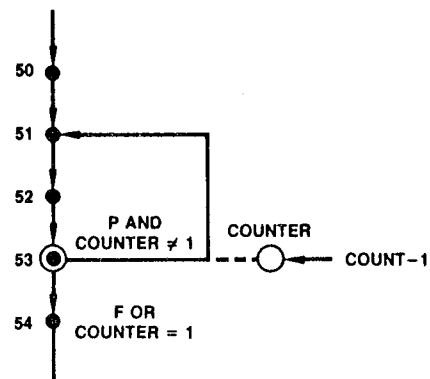 50
51
52
P AND
COUNTER ≠ 1
COUNTER
53
COUNT-1
54
F OR
COUNTER = 1